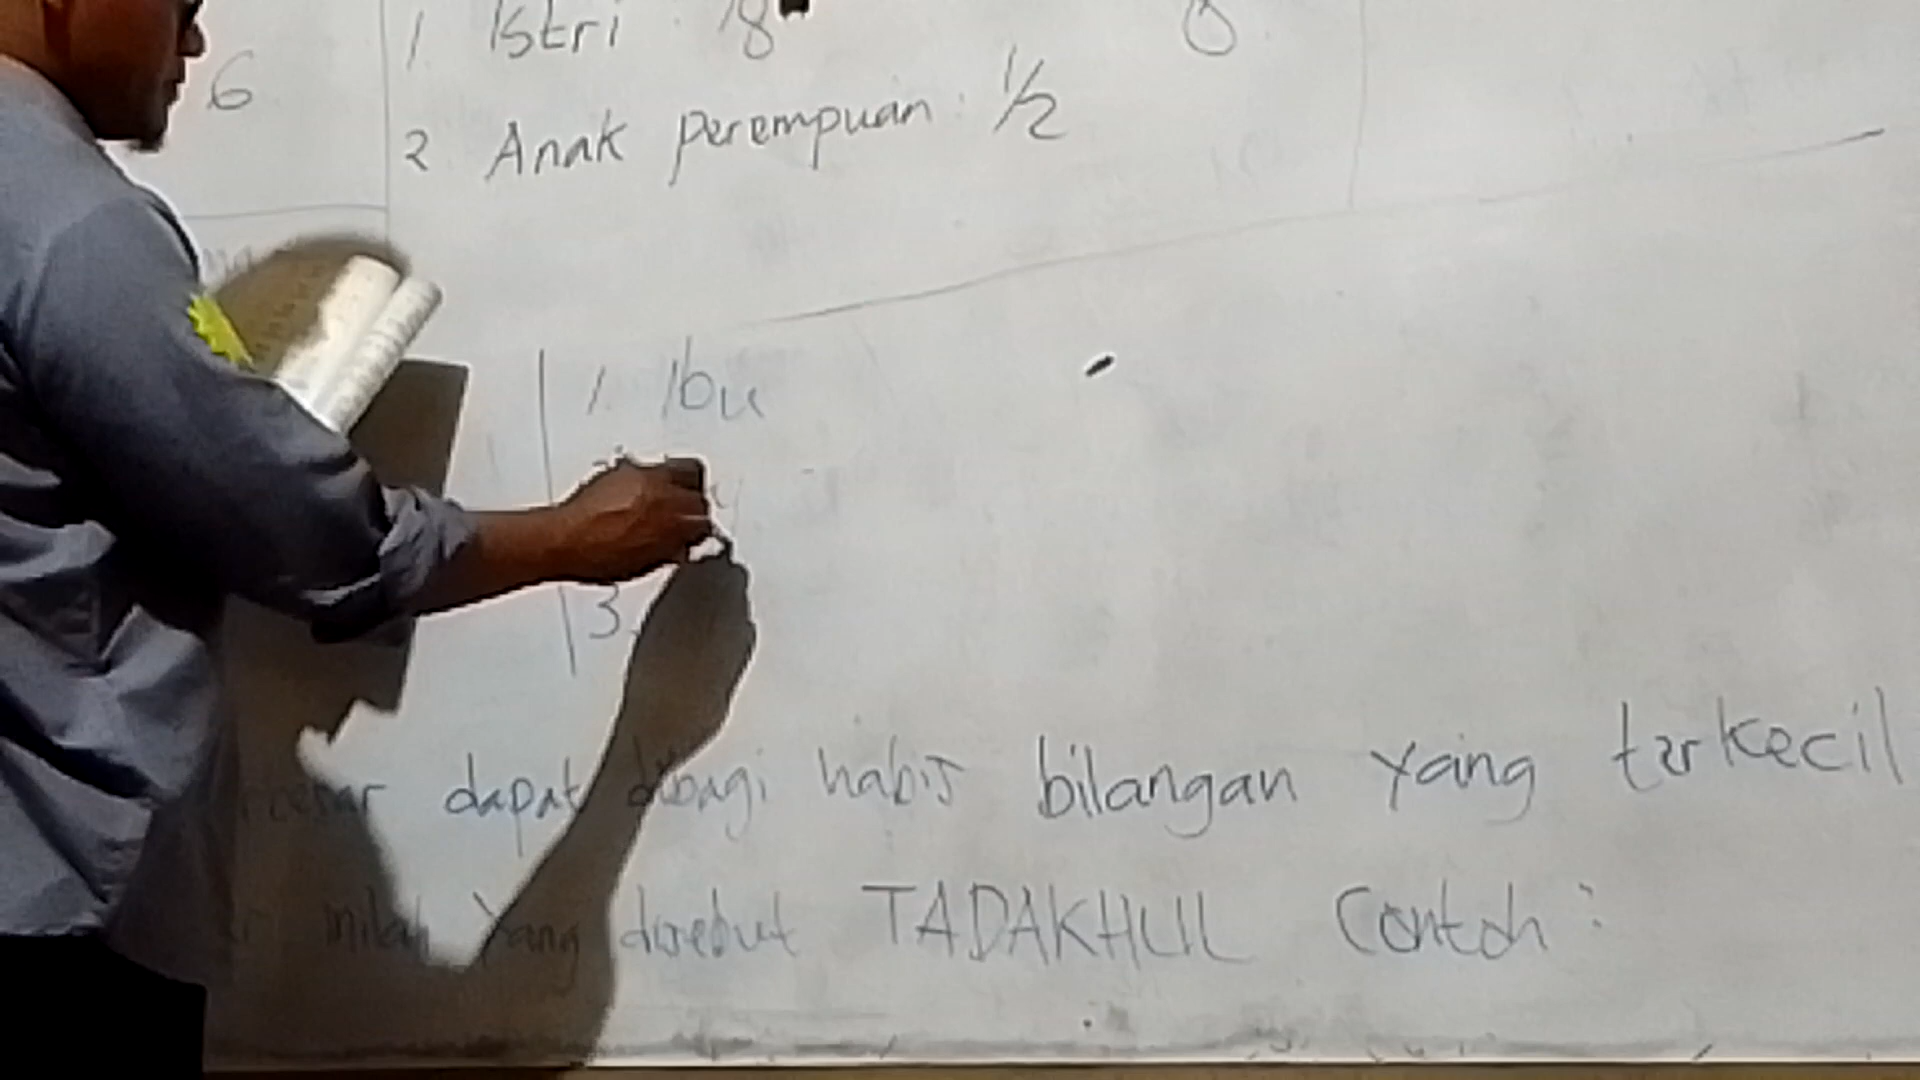 1. Istri : 1/8 8
6
2 Anak perempuan : 1/2
1. Ibu
3.
dapat dibagi habis bilangan yang terkecil
inilah yang disebut TADAKHUL Contoh :